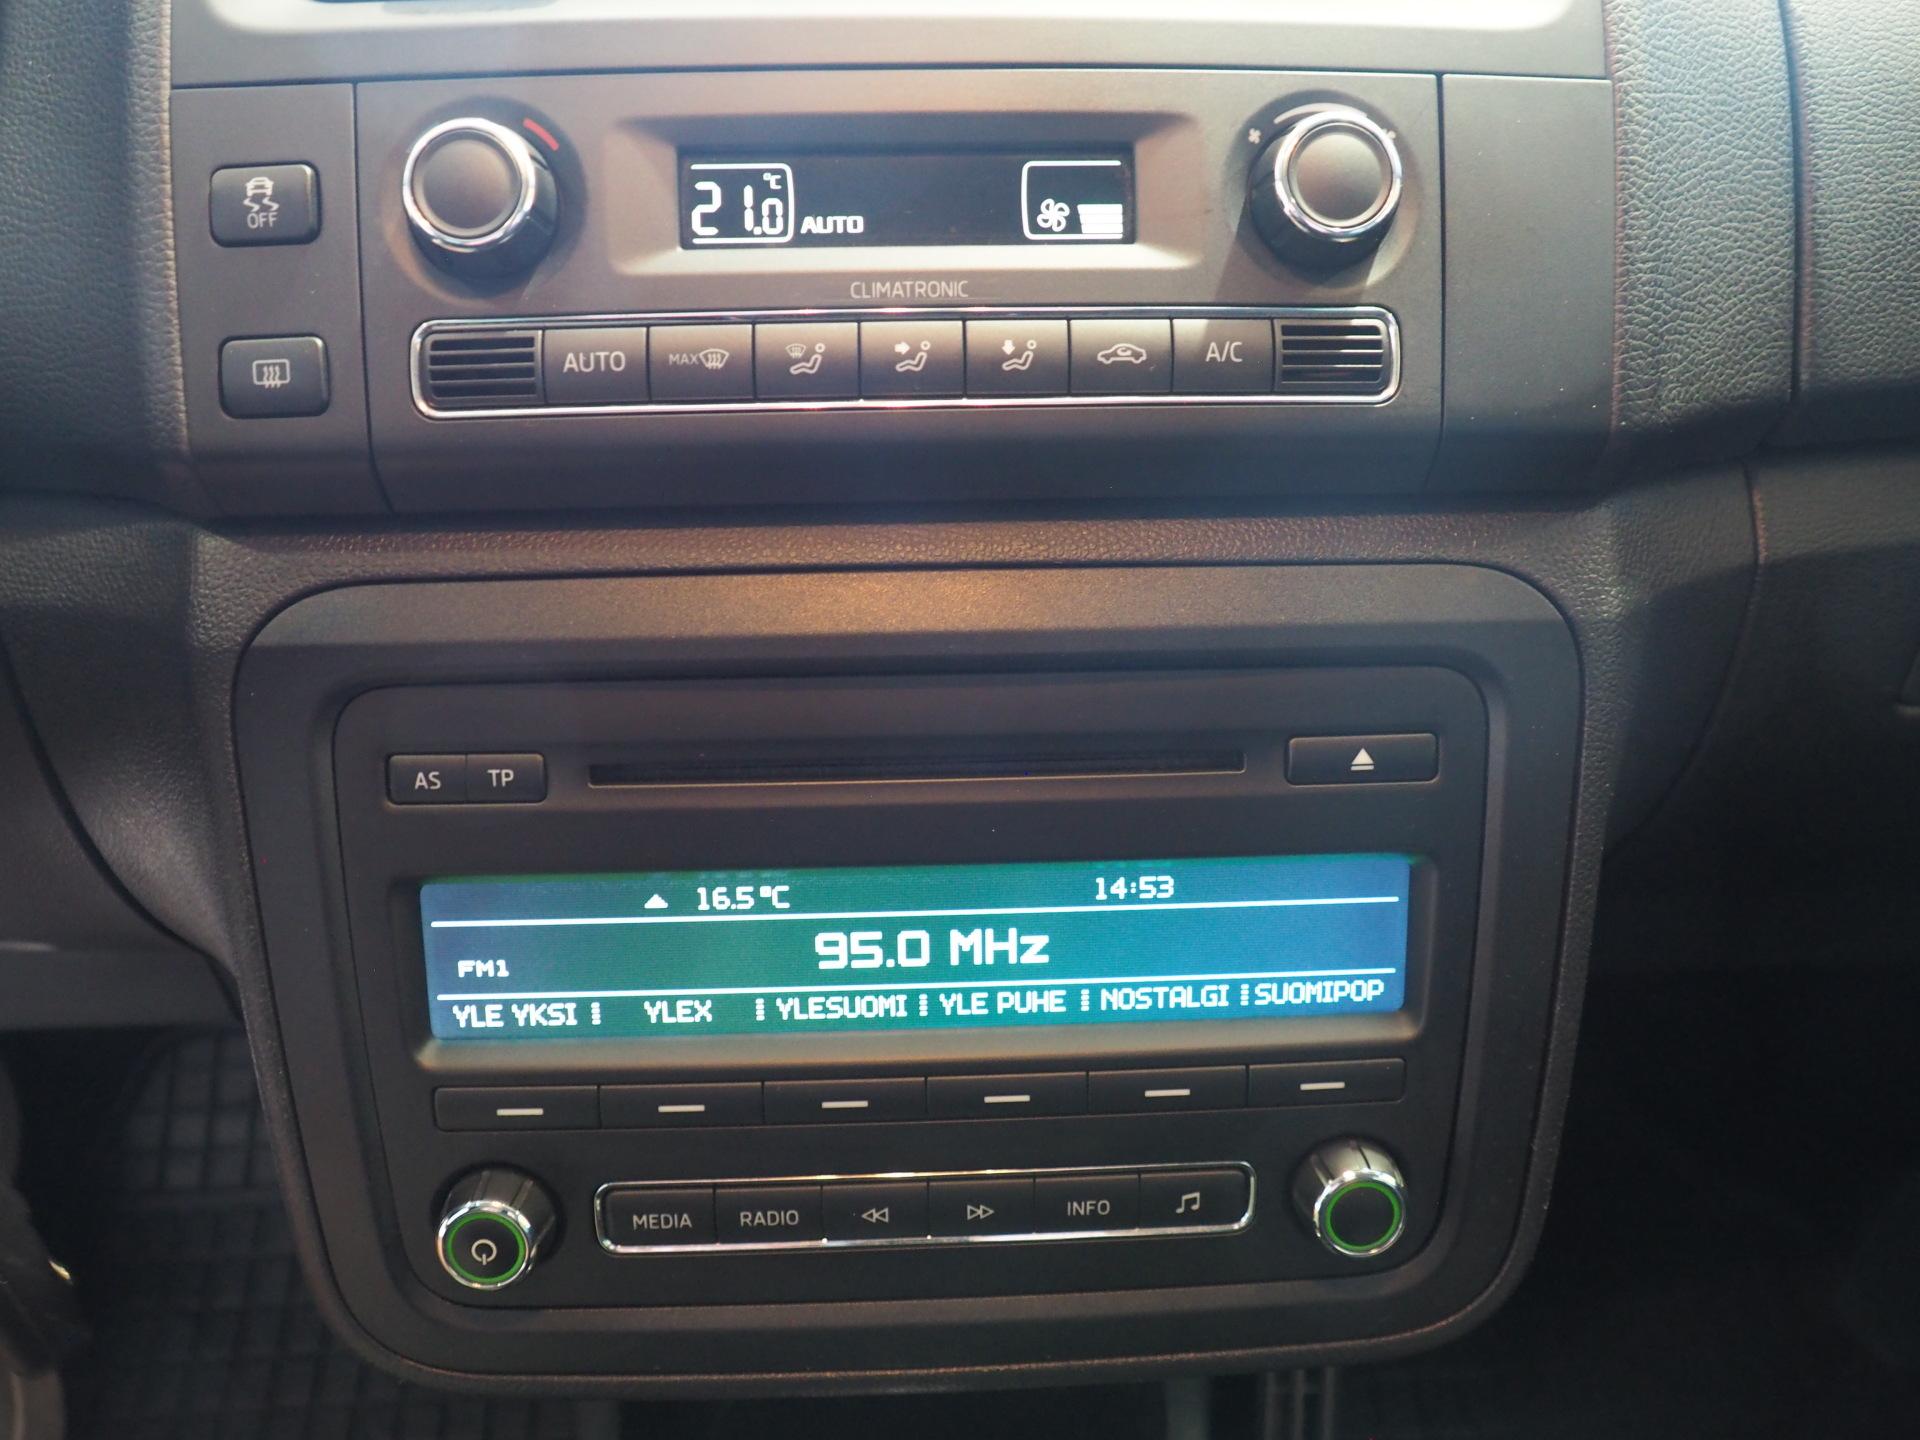 OFF
21.0 °C AUTO
CLIMATRONIC
AUTO MAX A/C
AS TP
16.5°C 14:53
FM1 95.0 MHz
YLE YKSI YLEX YLESUOMI YLE PUHE NOSTALGI SUOMIPOP
MEDIA RADIO INFO